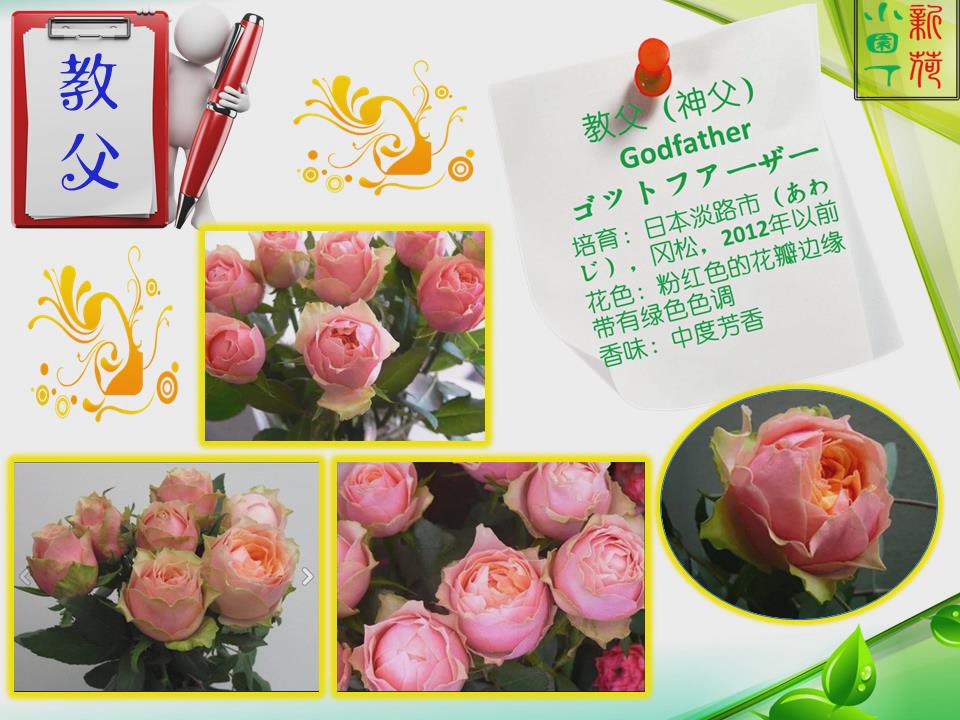 教
父
教父（神父）
Godfather
ゴットファーザー
培育：日本淡路市（あわ
じ），冈松，2012年以前
花色：粉红色的花瓣边缘
带有绿色色调
香味：中度芳香
新荷
小园丁